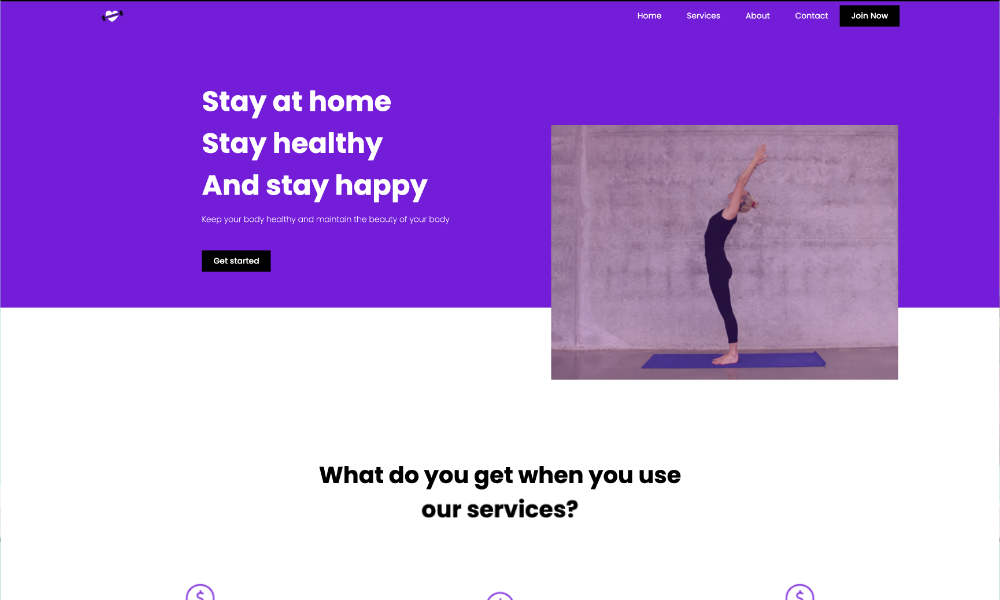 Home Services About Contact Join Now
Stay at home
Stay healthy
And stay happy
Keep your body healthy and maintain the beauty of your body
Get started
What do you get when you use
our services?
$ $